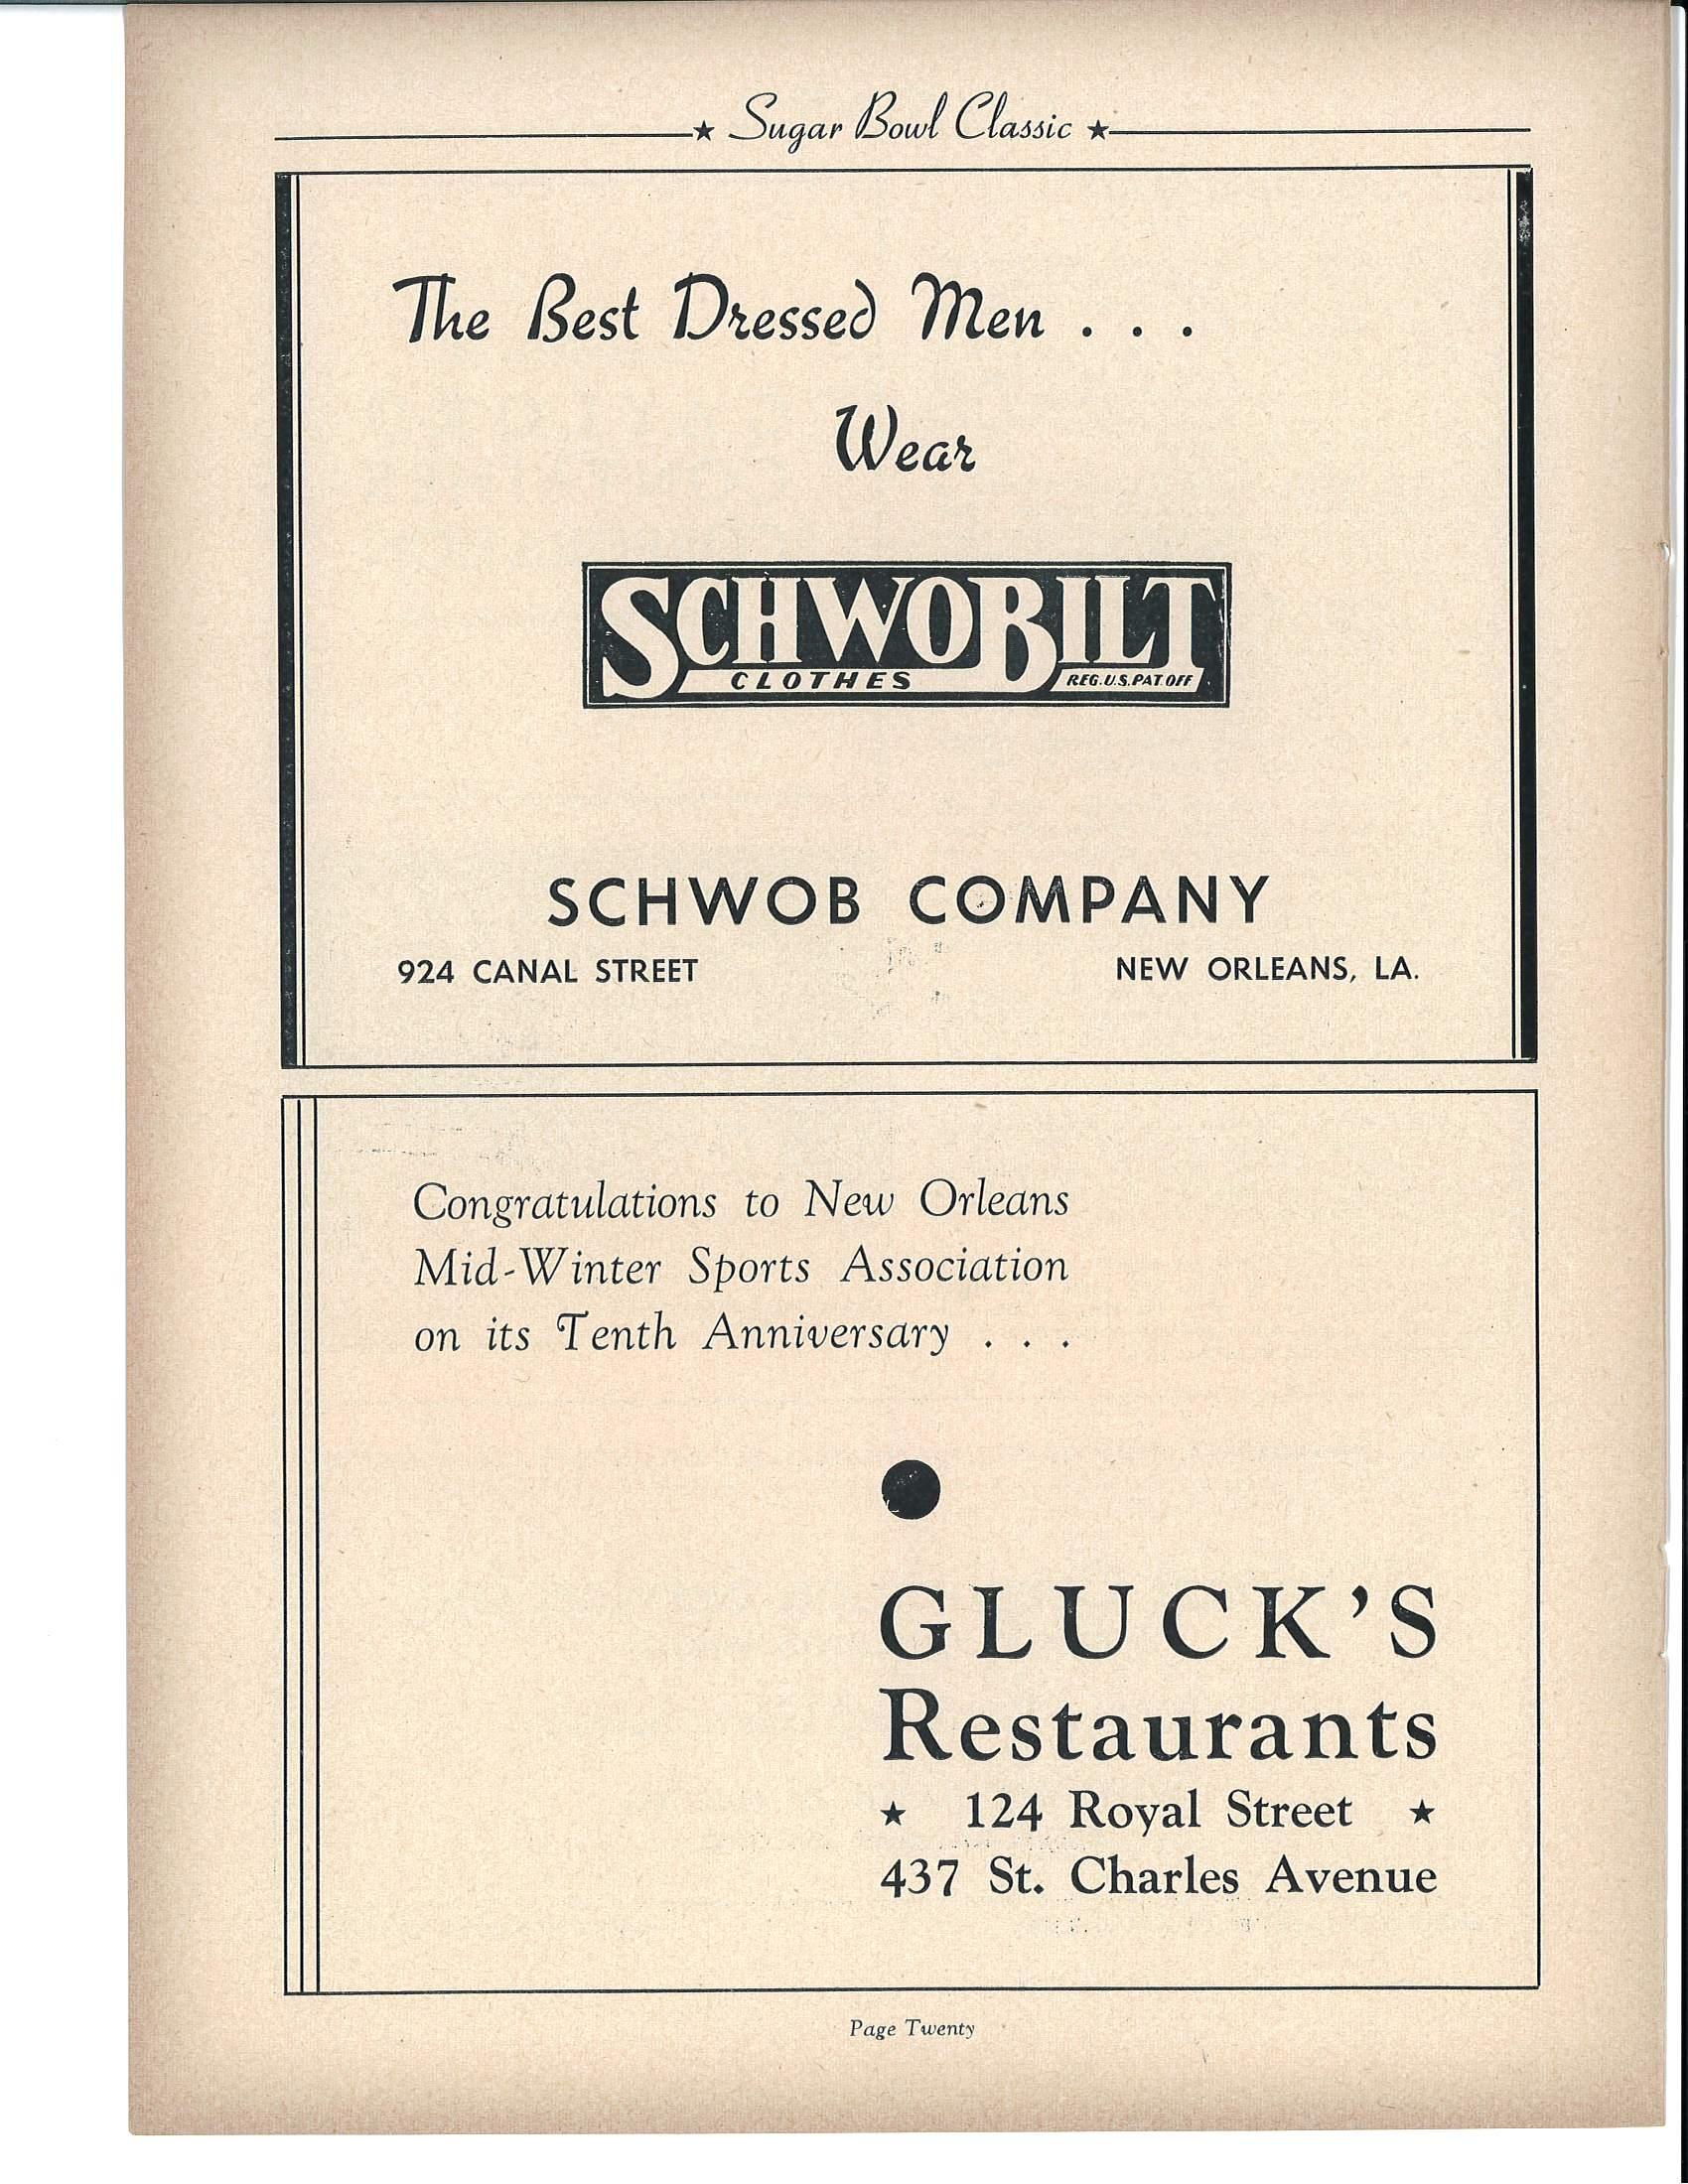 ★ Sugar Bowl Classic ★
The Best Dressed Men . . .
Wear
SCHWOBILT
CLOTHES REG. U.S. PAT. OFF
SCHWOB COMPANY
924 CANAL STREET NEW ORLEANS, LA.
Congratulations to New Orleans
Mid-Winter Sports Association
on its Tenth Anniversary . . .
GLUCK'S
Restaurants
★ 124 Royal Street ★
437 St. Charles Avenue
Page Twenty